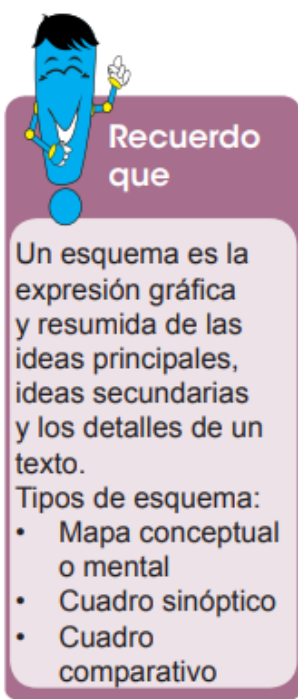 Recuerdo
que
Un esquema es la
expresión gráfica
y resumida de las
ideas principales,
ideas secundarias
y los detalles de un
texto.
Tipos de esquema:
• Mapa conceptual
o mental
• Cuadro sinóptico
• Cuadro
comparativo